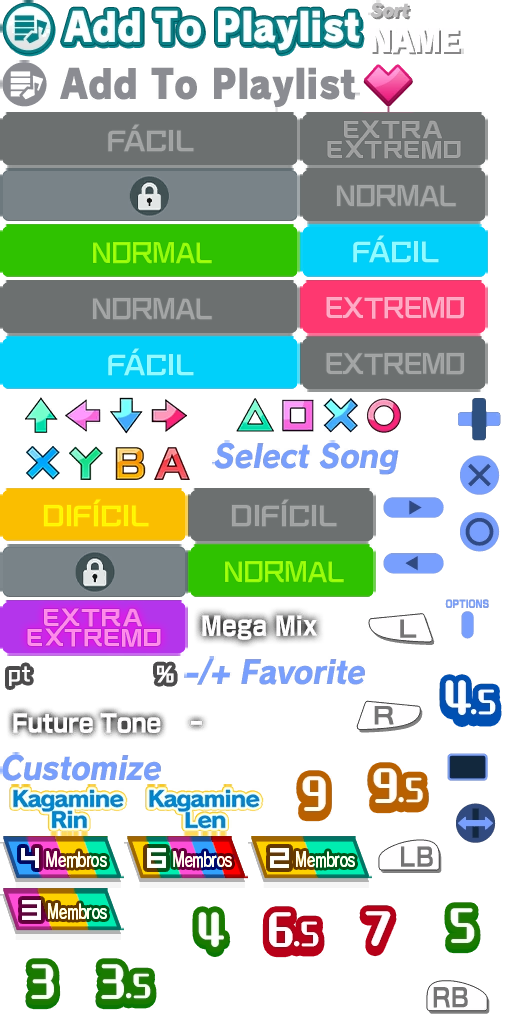 Add To Playlist
Sort
NAME
Add To Playlist
FÁCIL
EXTRA
EXTREMO
NORMAL
NORMAL
FÁCIL
NORMAL
EXTREMO
FÁCIL
EXTREMO
X Y B A
Select Song
DIFÍCIL
DIFÍCIL
NORMAL
OPTIONS
EXTRA
EXTREMO
Mega Mix
L
pt
%
-/+ Favorite
4.5
Future Tone
-
R
Customize
Kagamine
Rin
Kagamine
Len
9
9.5
4 Membros
6 Membros
2 Membros
LB
3 Membros
4
6.5
7
5
3
3.5
RB